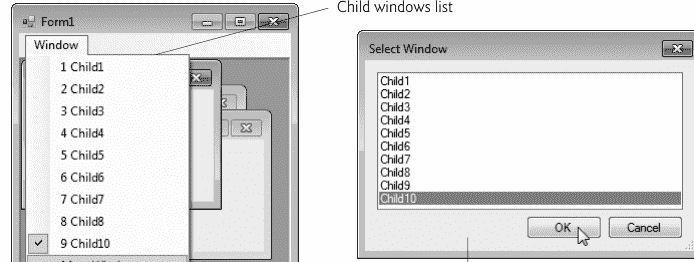 Child windows list
Form1
Window
1 Child1
2 Child2
3 Child3
4 Child4
5 Child5
6 Child6
7 Child7
8 Child8
9 Child10
Select Window
Child1
Child2
Child3
Child4
Child5
Child6
Child7
Child8
Child9
Child10
OK
Cancel